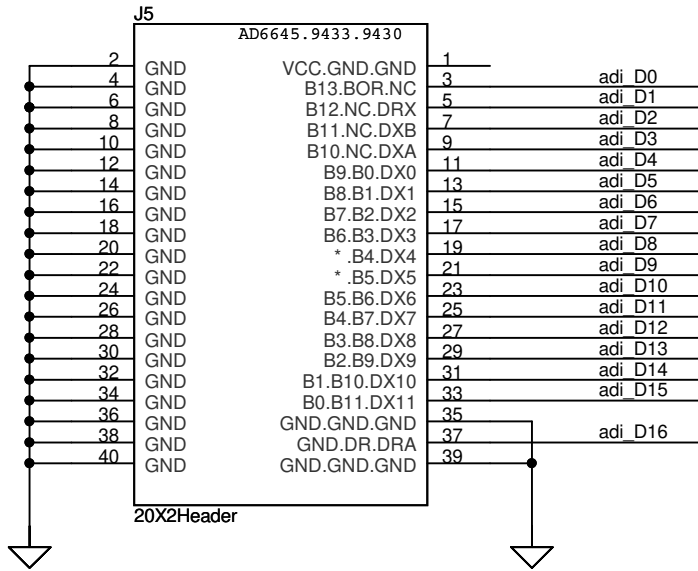 J5
AD6645.9433.9430
2 GND VCC.GND.GND 1
4 GND B13.BOR.NC 3 adi_D0
6 GND B12.NC.DRX 5 adi_D1
8 GND B11.NC.DXB 7 adi_D2
10 GND B10.NC.DXA 9 adi_D3
12 GND B9.B0.DX0 11 adi_D4
14 GND B8.B1.DX1 13 adi_D5
16 GND B7.B2.DX2 15 adi_D6
18 GND B6.B3.DX3 17 adi_D7
20 GND * .B4.DX4 19 adi_D8
22 GND * .B5.DX5 21 adi_D9
24 GND B5.B6.DX6 23 adi_D10
26 GND B4.B7.DX7 25 adi_D11
28 GND B3.B8.DX8 27 adi_D12
30 GND B2.B9.DX9 29 adi_D13
32 GND B1.B10.DX10 31 adi_D14
34 GND B0.B11.DX11 33 adi_D15
36 GND GND.GND.GND 35
38 GND GND.DR.DRA 37 adi_D16
40 GND GND.GND.GND 39
20X2Header